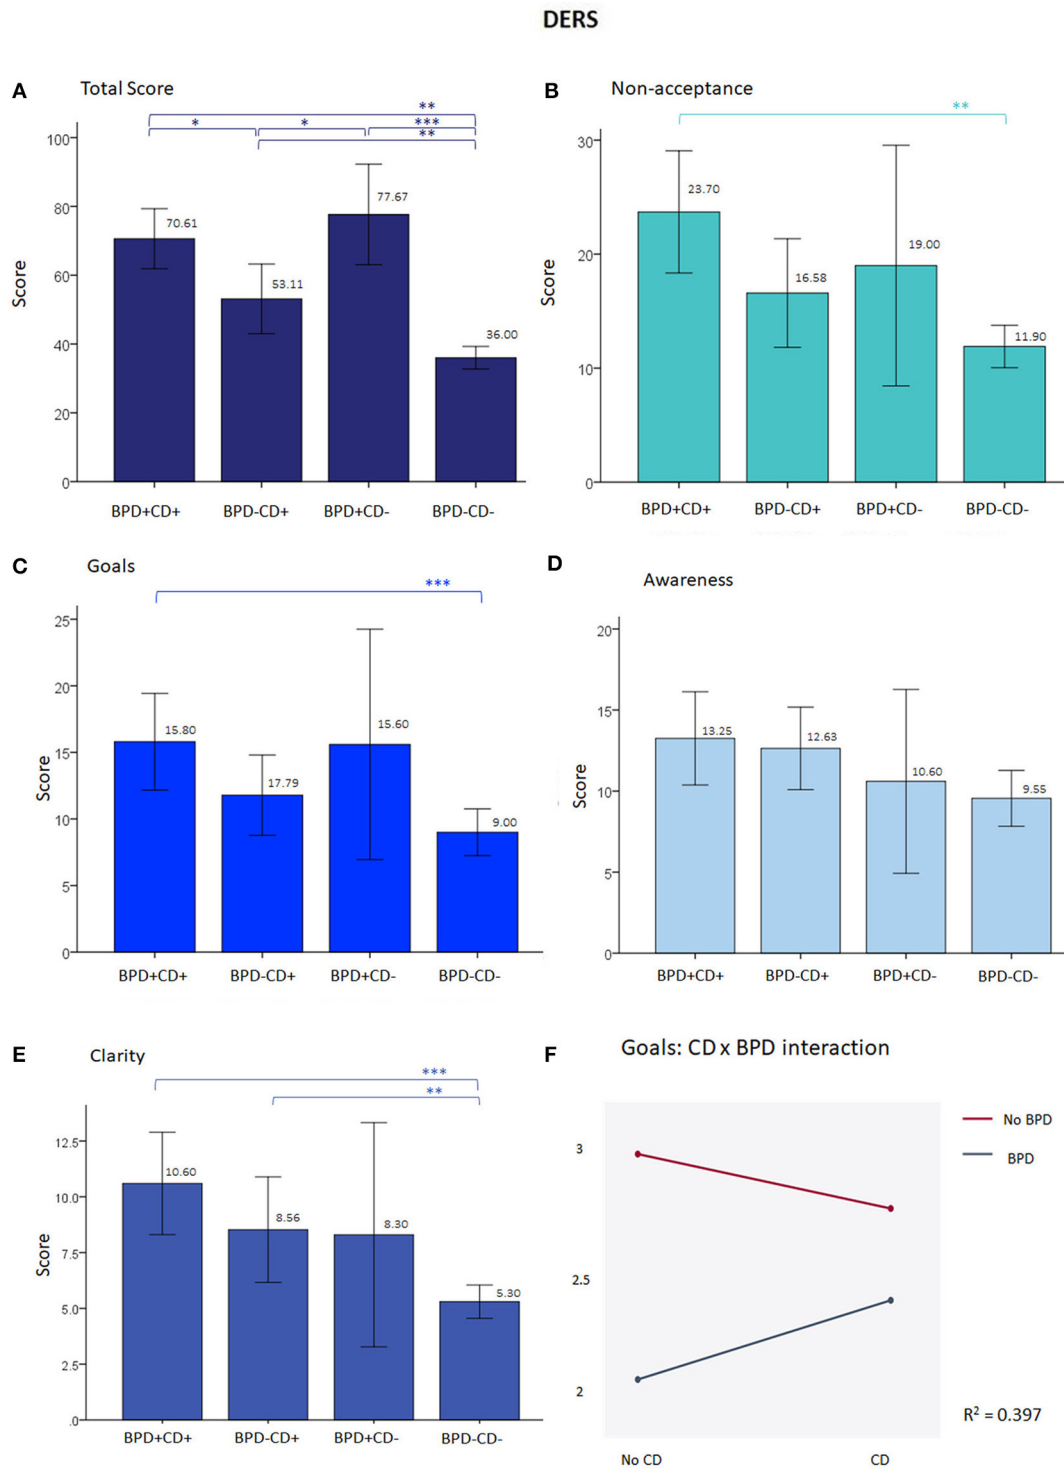 DERS
A Total Score
** 
* * ***
**
100
80
60
40
20
0
Score
70.61
53.11
77.67
36.00
BPD+CD+ BPD-CD+ BPD+CD- BPD-CD-
B Non-acceptance
**
30
20
10
0
Score
23.70
16.58
19.00
11.90
BPD+CD+ BPD-CD+ BPD+CD- BPD-CD-
C Goals
***
25
20
15
10
5
0
Score
15.80
17.79
15.60
9.00
BPD+CD+ BPD-CD+ BPD+CD- BPD-CD-
D Awareness
20
15
10
5
0
Score
13.25
12.63
10.60
9.55
BPD+CD+ BPD-CD+ BPD+CD- BPD-CD-
E Clarity
***
**
12.5
10.0
7.5
5.0
2.5
.0
Score
10.60
8.56
8.30
5.30
BPD+CD+ BPD-CD+ BPD+CD- BPD-CD-
F Goals: CD x BPD interaction
3
2.5
2
No BPD
BPD
R² = 0.397
No CD CD